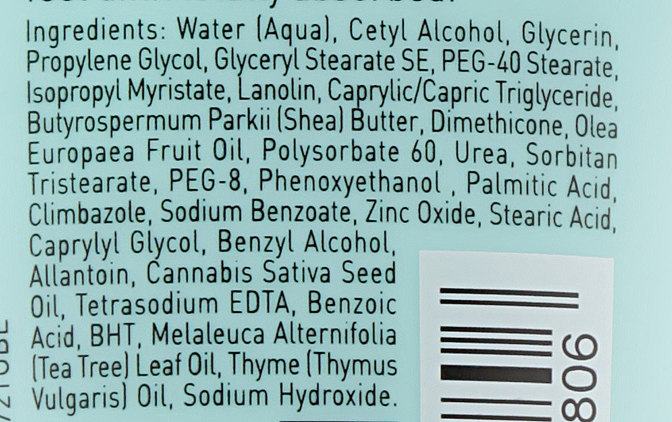 Ingredients: Water (Aqua), Cetyl Alcohol, Glycerin,
Propylene Glycol, Glyceryl Stearate SE, PEG-40 Stearate,
Isopropyl Myristate, Lanolin, Caprylic/Capric Triglyceride,
Butyrospermum Parkii (Shea) Butter, Dimethicone, Olea
Europaea Fruit Oil, Polysorbate 60, Urea, Sorbitan
Tristearate, PEG-8, Phenoxyethanol , Palmitic Acid,
Climbazole, Sodium Benzoate, Zinc Oxide, Stearic Acid,
Caprylyl Glycol, Benzyl Alcohol,
Allantoin, Cannabis Sativa Seed
Oil, Tetrasodium EDTA, Benzoic
Acid, BHT, Melaleuca Alternifolia
(Tea Tree) Leaf Oil, Thyme (Thymus
Vulgaris) Oil, Sodium Hydroxide.
806